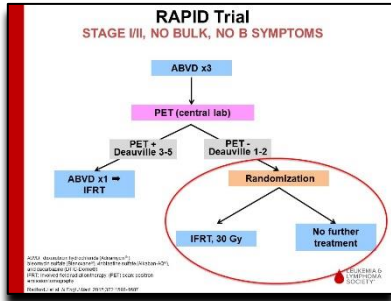 RAPID Trial
STAGE I/II, NO BULK, NO B SYMPTOMS
ABVD x3
PET (central lab)
PET +
Deauville 3-5
PET -
Deauville 1-2
ABVD x1 ➡
IFRT
Randomization
IFRT, 30 Gy
No further
treatment
LEUKEMIA &
LYMPHOMA
SOCIETY